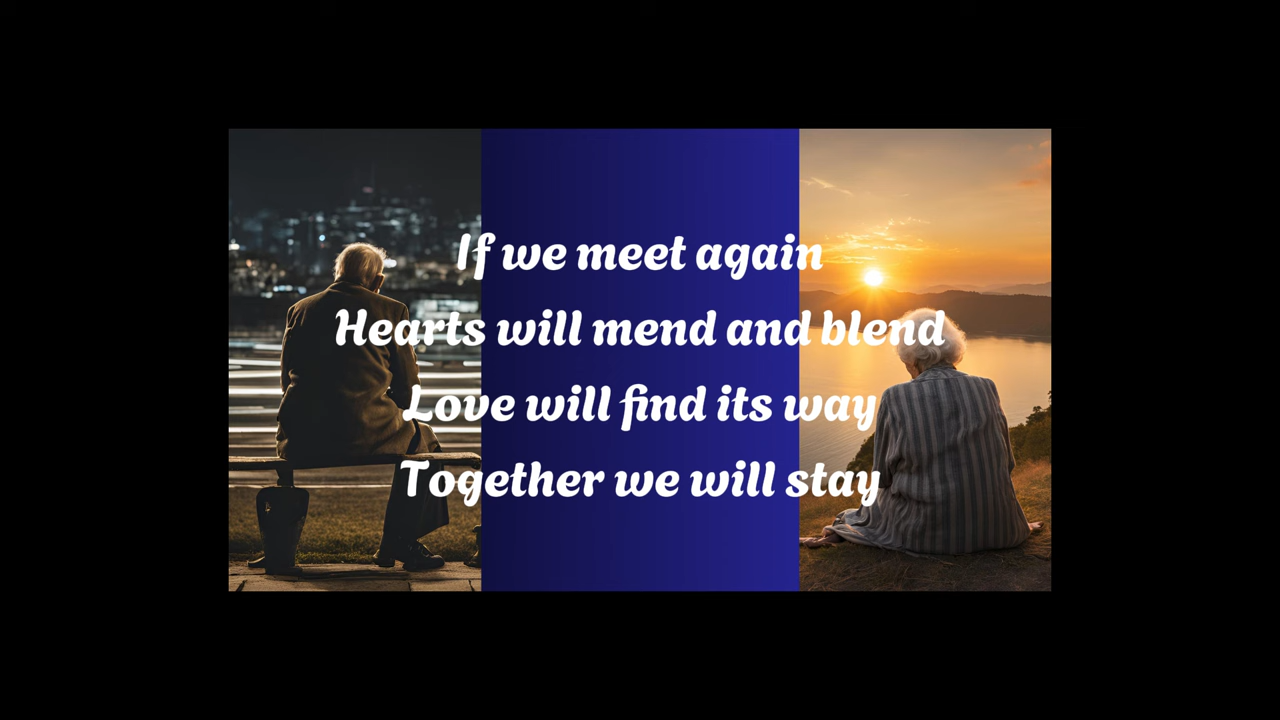 If we meet again
Hearts will mend and blend
Love will find its way
Together we will stay